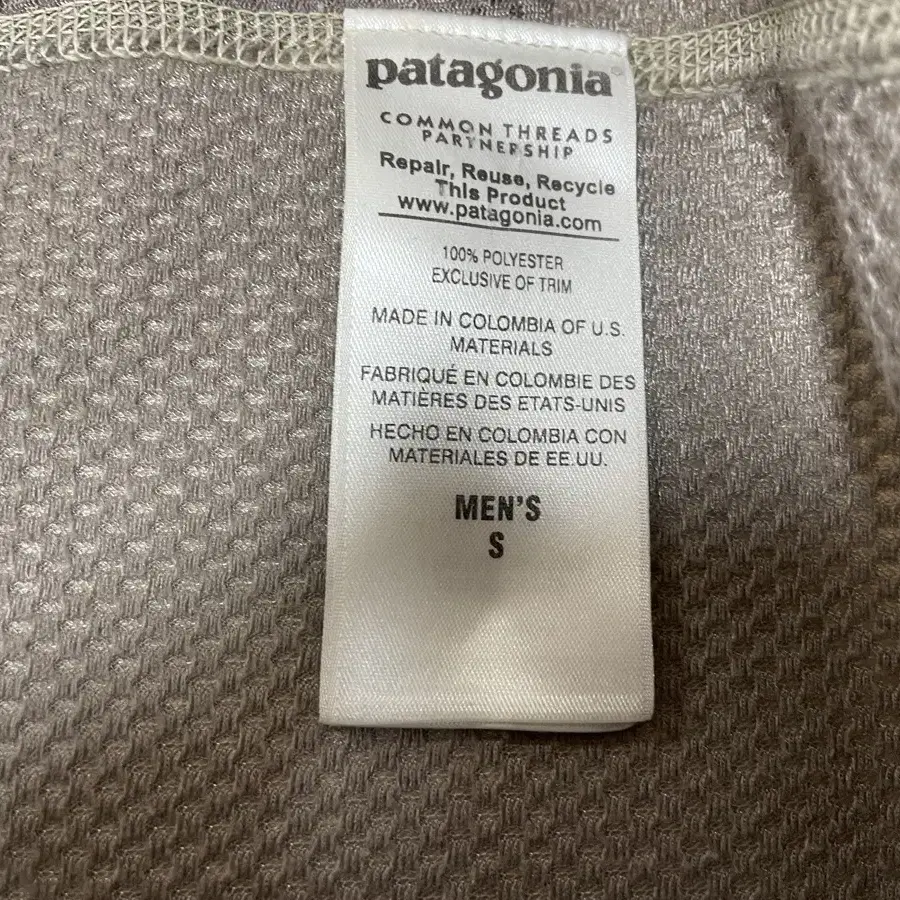 patagonia®
COMMON THREADS
PARTNERSHIP
Repair, Reuse, Recycle
This Product
www.patagonia.com
100% POLYESTER
EXCLUSIVE OF TRIM
MADE IN COLOMBIA OF U.S.
MATERIALS
FABRIQUÉ EN COLOMBIE DES
MATIÈRES DES ETATS-UNIS
HECHO EN COLOMBIA CON
MATERIALES DE EE.UU.
MEN'S
S